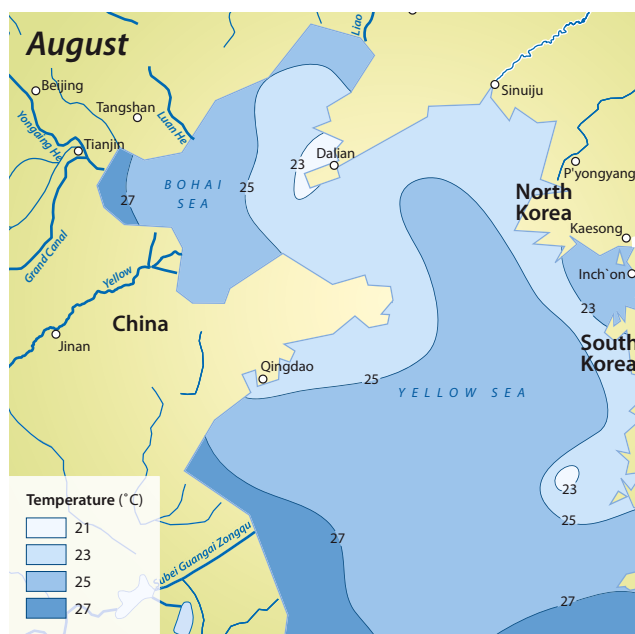 August
Liao
Beijing
Sinuiju
Tangshan
Luan He
Yongding He
Tianjin
23
Dalian
P'yongyang
BOHAI
SEA
25
27
North
Korea
Kaesong
Grand Canal
Yellow
Inch`on
23
China
Jinan
South
Korea
Qingdao
25
YELLOW SEA
23
25
Temperature (˚C)
21
23
25
27
Subei Guangai Zongqu
27
27